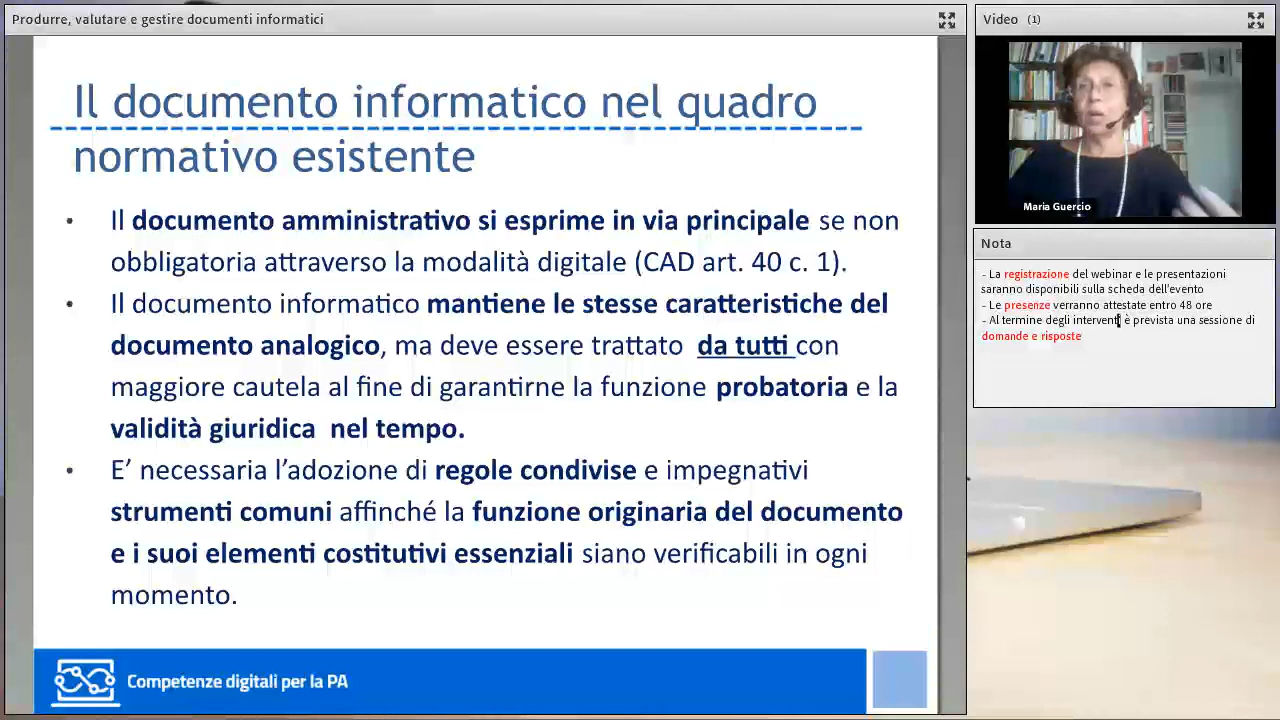 Produrre, valutare e gestire documenti informatici
Il documento informatico nel quadro
normativo esistente
• Il documento amministrativo si esprime in via principale se non
obbligatoria attraverso la modalità digitale (CAD art. 40 c. 1).
• Il documento informatico mantiene le stesse caratteristiche del
documento analogico, ma deve essere trattato da tutti con
maggiore cautela al fine di garantirne la funzione probatoria e la
validità giuridica nel tempo.
• E’ necessaria l’adozione di regole condivise e impegnativi
strumenti comuni affinché la funzione originaria del documento
e i suoi elementi costitutivi essenziali siano verificabili in ogni
momento.
Competenze digitali per la PA
Video (1)
Maria Guercio
Nota
- La registrazione del webinar e le presentazioni
saranno disponibili sulla scheda dell'evento
- Le presenze verranno attestate entro 48 ore
- Al termine degli interventi è prevista una sessione di
domande e risposte